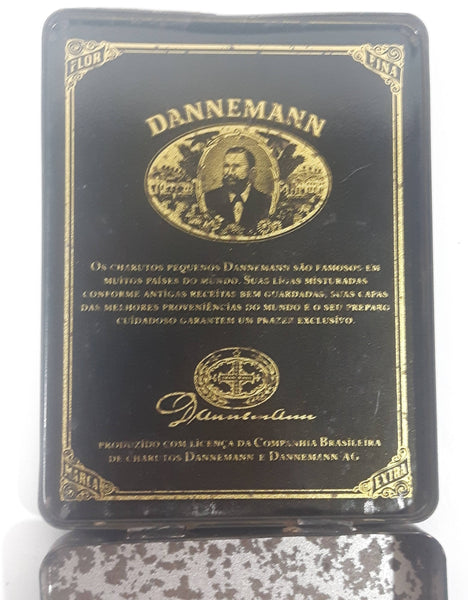 FLOR FINA
DANNEMANN
OS CHARUTOS PEQUENOS DANNEMANN SÃO FAMOSOS EM
MUITOS PAÍSES DO MUNDO. SUAS LIGAS MISTURADAS
CONFORME ANTIGAS RECEITAS BEM GUARDADAS, SUAS CAPAS
DAS MELHORES PROVENIÊNCIAS DO MUNDO E O SEU PREPARO
CUIDADOSO GARANTEM UM PRAZER EXCLUSIVO.
Dannemann
PRODUZIDO COM LICENÇA DA COMPANHIA BRASILEIRA
DE CHARUTOS DANNEMANN E DANNEMANN AG
MARCA EXTRA